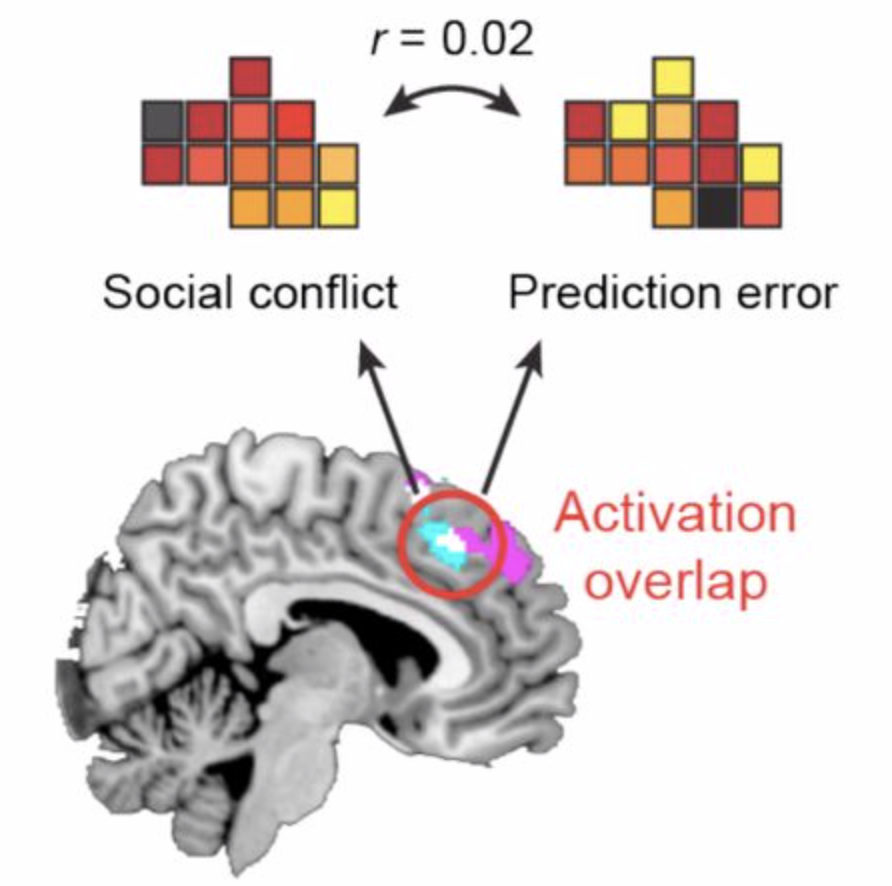 r = 0.02
Social conflict
Prediction error
Activation
overlap